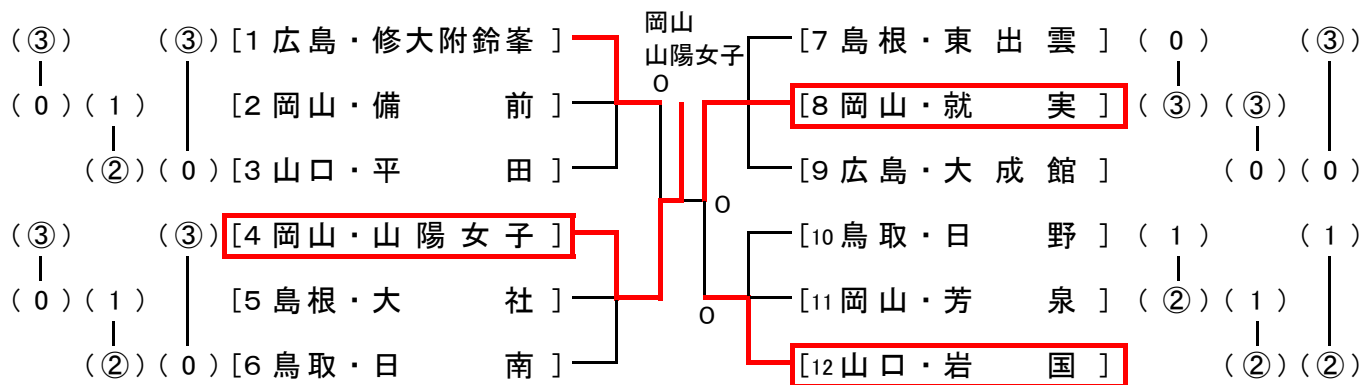 岡山
山陽女子
0
(③) (③) [1 広島・修大附鈴峯 ] [7 島根・東 出 雲 ] ( 0 ) (③)
( 0 ) ( 1 ) [2 岡山・備 前 ] [8 岡山・就 実 ] ( ③ ) (③)
(②) ( 0 ) [3 山口・平 田 ] [9 広島・大 成 館 ] ( 0 ) ( 0 )
0
(③) (③) [4 岡山・山 陽 女 子 ] [10 鳥取・日 野 ] ( 1 ) ( 1 )
( 0 ) ( 1 ) [5 島根・大 社 ] [11 岡山・芳 泉 ] ( ② ) ( 1 )
0
(②) ( 0 ) [6 鳥取・日 南 ] [12 山口・岩 国 ] (②) (②)